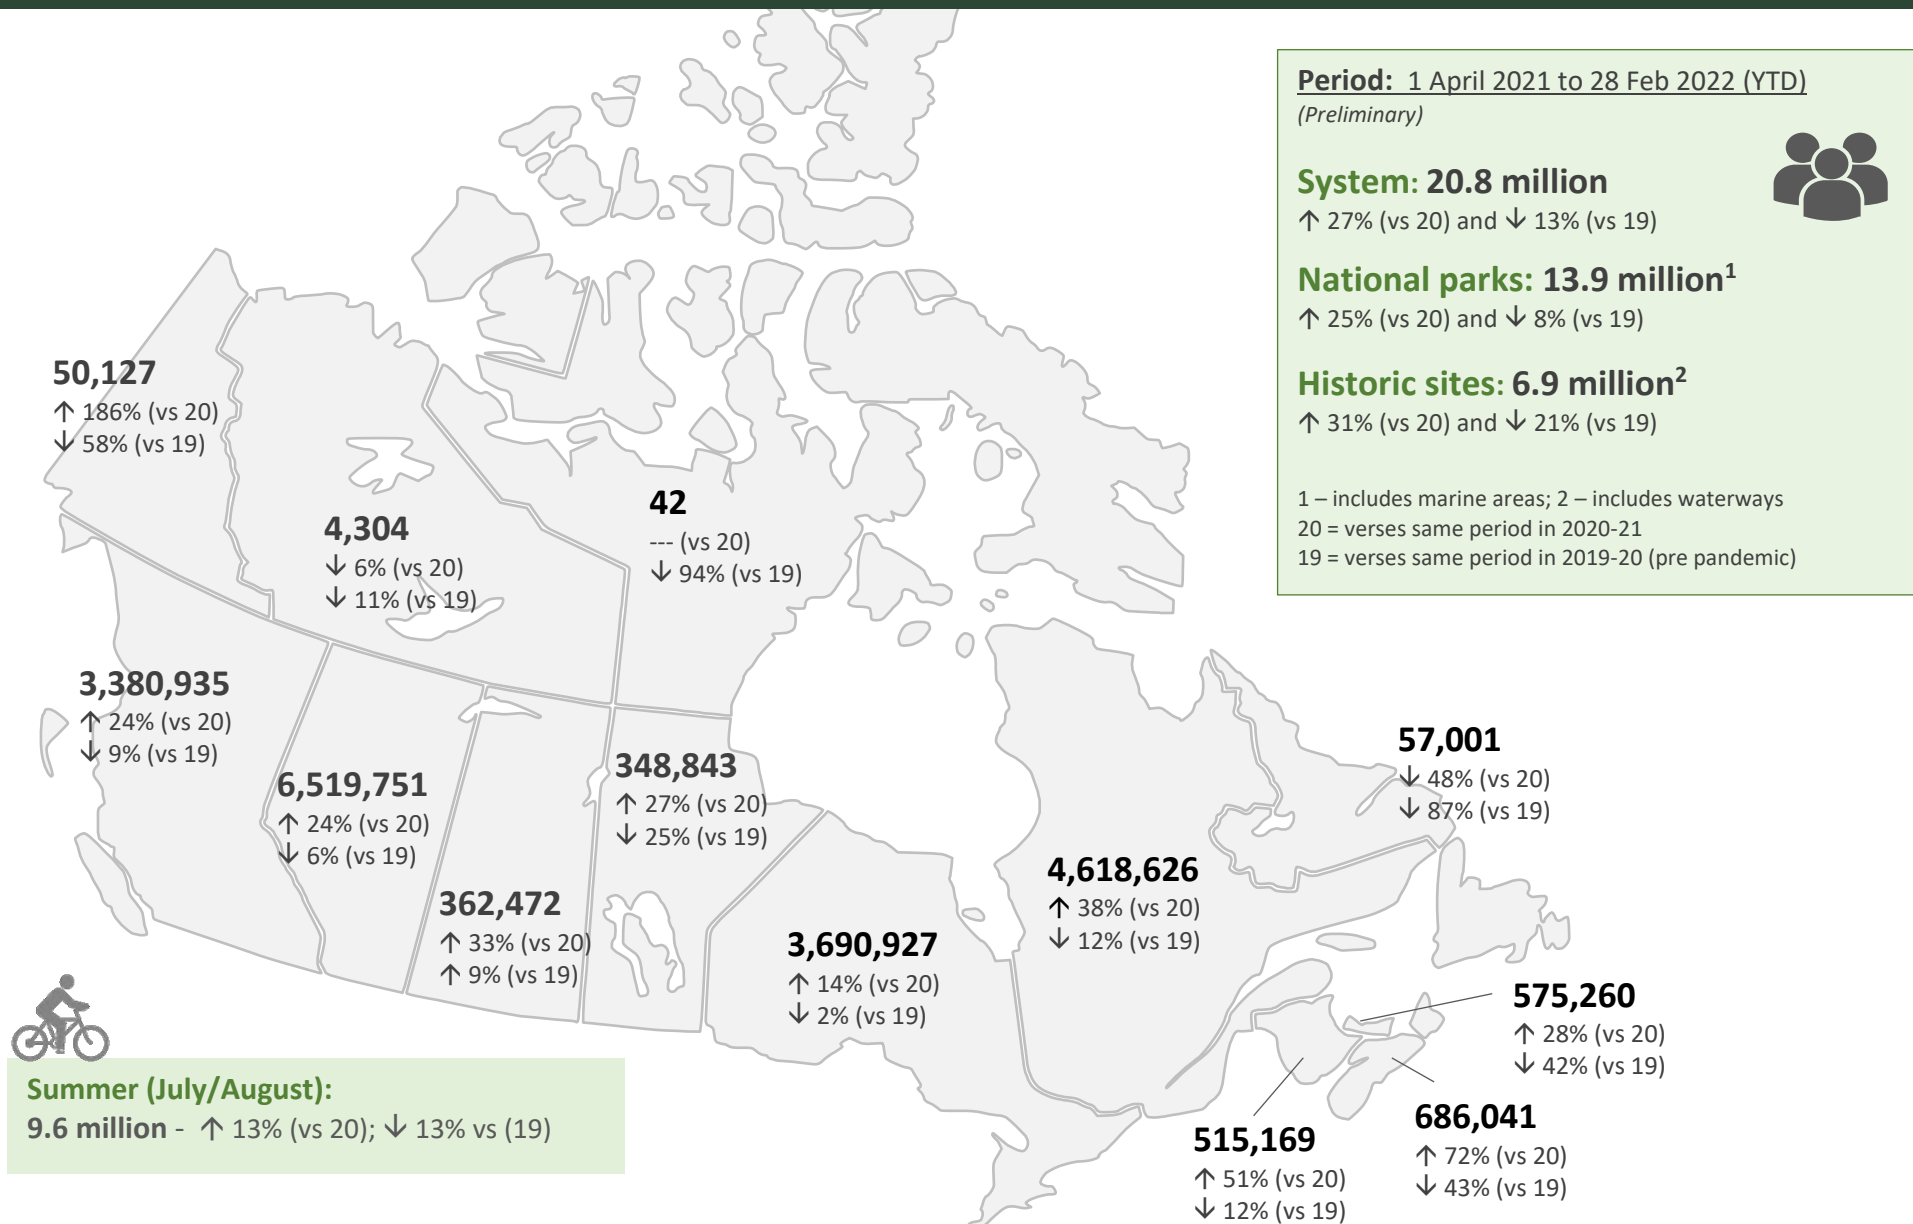 Period: 1 April 2021 to 28 Feb 2022 (YTD)
(Preliminary)
System: 20.8 million
↑ 27% (vs 20) and ↓ 13% (vs 19)
National parks: 13.9 million¹
↑ 25% (vs 20) and ↓ 8% (vs 19)
Historic sites: 6.9 million²
↑ 31% (vs 20) and ↓ 21% (vs 19)
1 – includes marine areas; 2 – includes waterways
20 = verses same period in 2020-21
19 = verses same period in 2019-20 (pre pandemic)
50,127
↑ 186% (vs 20)
↓ 58% (vs 19)
4,304
↓ 6% (vs 20)
↓ 11% (vs 19)
42
--- (vs 20)
↓ 94% (vs 19)
3,380,935
↑ 24% (vs 20)
↓ 9% (vs 19)
6,519,751
↑ 24% (vs 20)
↓ 6% (vs 19)
362,472
↑ 33% (vs 20)
↑ 9% (vs 19)
348,843
↑ 27% (vs 20)
↓ 25% (vs 19)
3,690,927
↑ 14% (vs 20)
↓ 2% (vs 19)
4,618,626
↑ 38% (vs 20)
↓ 12% (vs 19)
57,001
↓ 48% (vs 20)
↓ 87% (vs 19)
575,260
↑ 28% (vs 20)
↓ 42% (vs 19)
686,041
↑ 72% (vs 20)
↓ 43% (vs 19)
515,169
↑ 51% (vs 20)
↓ 12% (vs 19)
Summer (July/August):
9.6 million - ↑ 13% (vs 20); ↓ 13% vs (19)